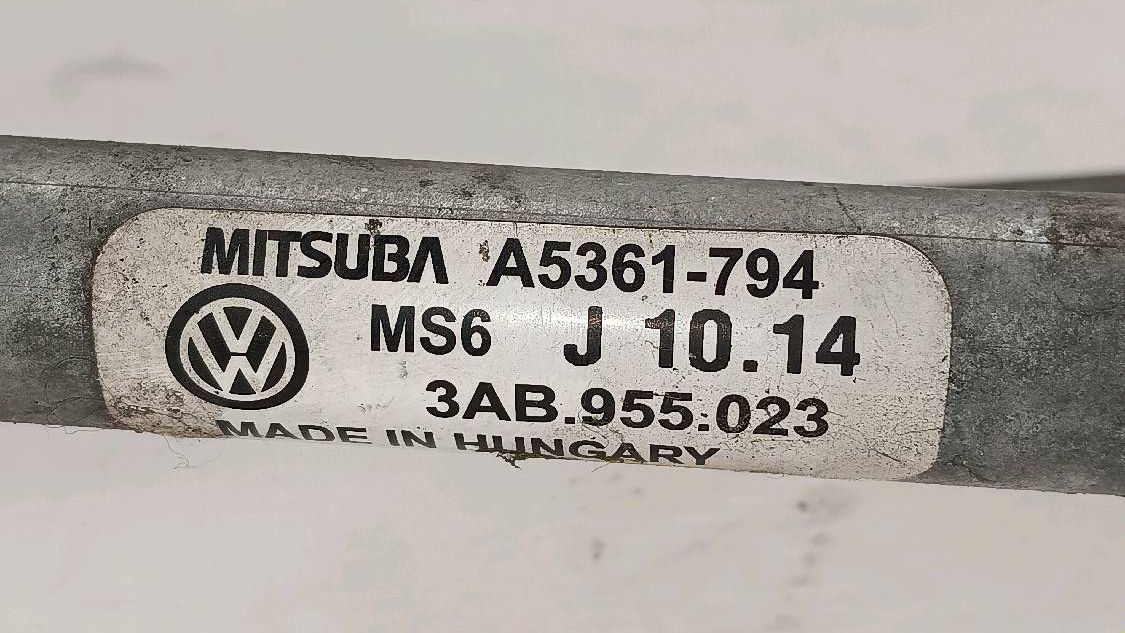 MITSUBA A5361-794
MS6 J 10.14
3AB.955.023
MADE IN HUNGARY